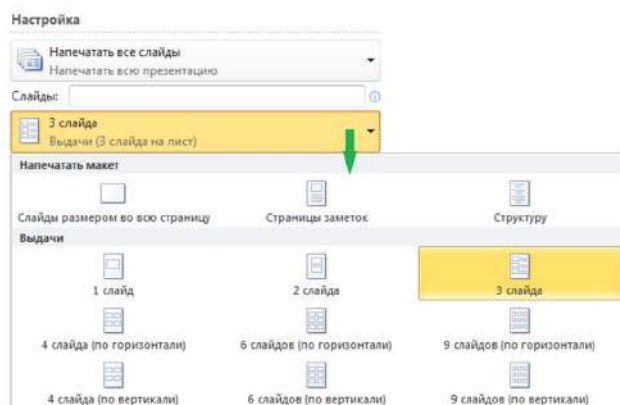 Настройка
Напечатать все слайды
Напечатать всю презентацию
Слайды:
3 слайда
Выдачи (3 слайда на лист)
Напечатать макет
Слайды размером во всю страницу Страницы заметок Структуру
Выдачи
1 слайд 2 слайда 3 слайда
4 слайда (по горизонтали) 6 слайдов (по горизонтали) 9 слайдов (по горизонтали)
4 слайда (по вертикали) 6 слайдов (по вертикали) 9 слайдов (по вертикали)